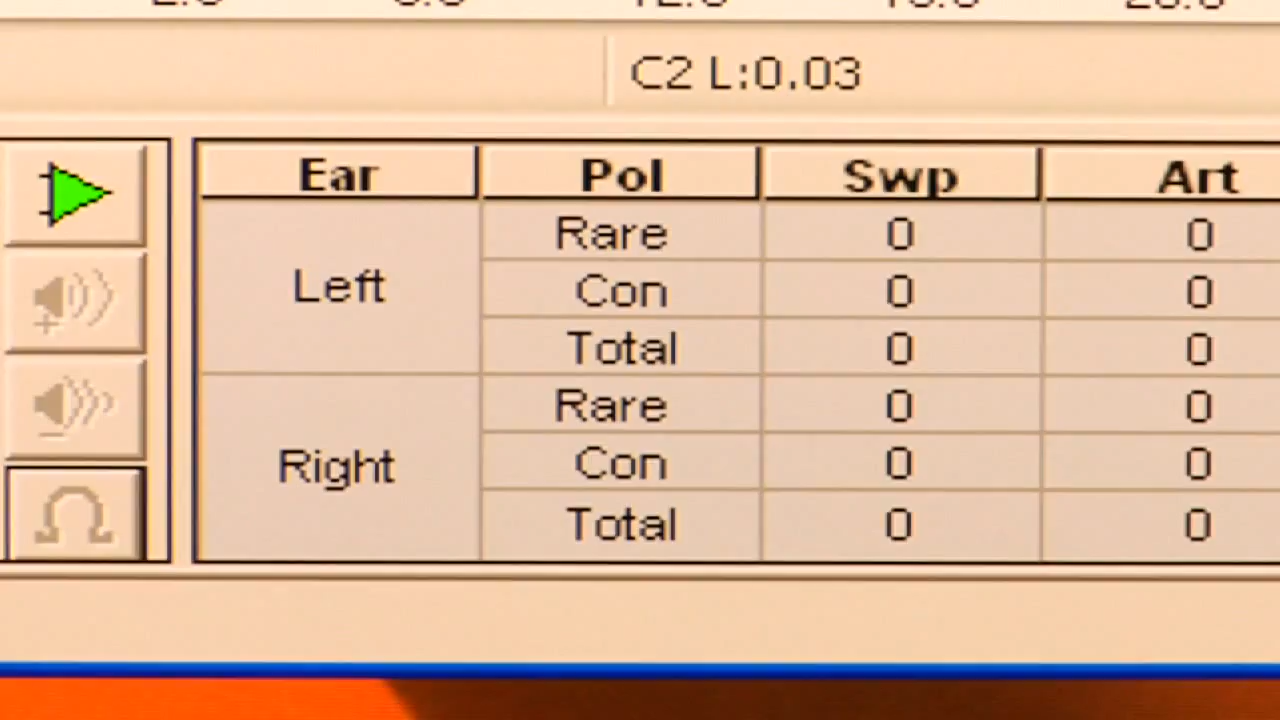 C2 L:0.03
Ear Pol Swp Art
Left Rare 0 0
Con 0 0
Total 0 0
Right Rare 0 0
Con 0 0
Total 0 0